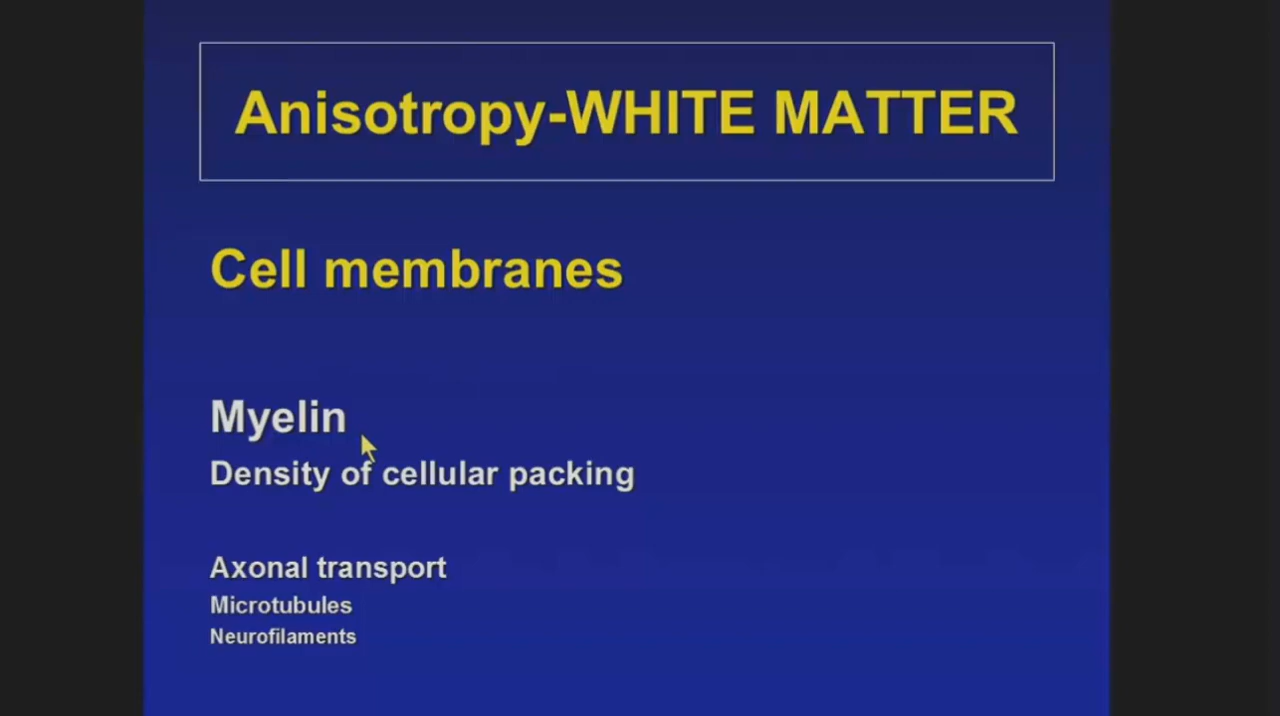 Anisotropy-WHITE MATTER
Cell membranes
Myelin
Density of cellular packing
Axonal transport
Microtubules
Neurofilaments